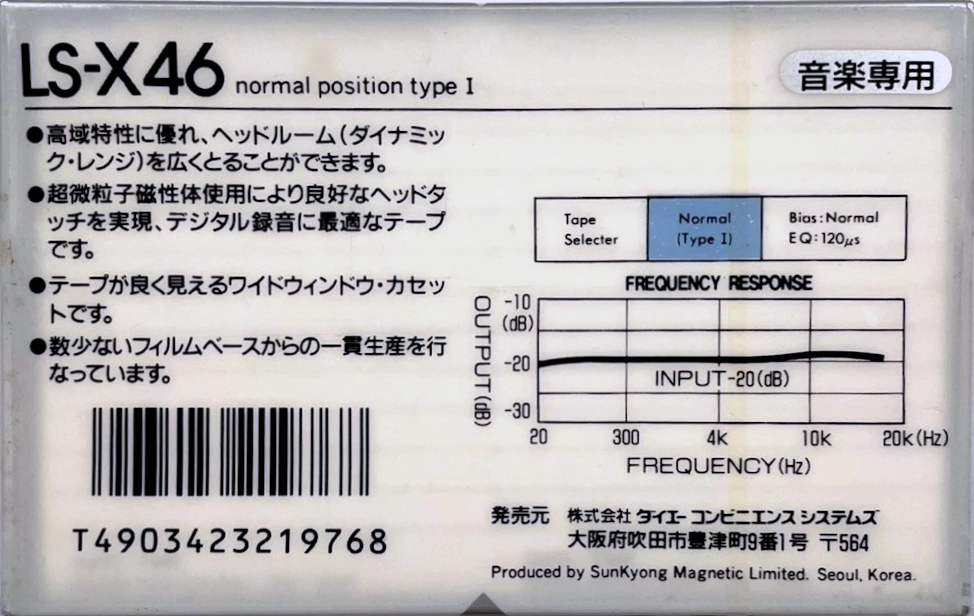 LS-X46 normal position type I
音楽専用
●高域特性に優れ、ヘッドルーム(ダイナミッ
ク・レンジ)を広くとることができます。
●超微粒子磁性体使用により良好なヘッドタ
ッチを実現、デジタル録音に最適なテープ
です。
●テープが良く見えるワイドウィンドウ・カセッ
トです。
●数少ないフィルムベースからの一貫生産を行
なっています。
T4903423219768
Tape
Selecter
Normal
(Type I)
Bias:Normal
EQ:120μs
FREQUENCY RESPONSE
OUTPUT(dB)
-10
(dB)
-20
-30
INPUT-20(dB)
20 300 4k 10k 20k(Hz)
FREQUENCY(Hz)
発売元 株式会社 ダイエー コンビニエンス システムズ
大阪府吹田市豊津町9番1号 〒564
Produced by SunKyong Magnetic Limited. Seoul, Korea.